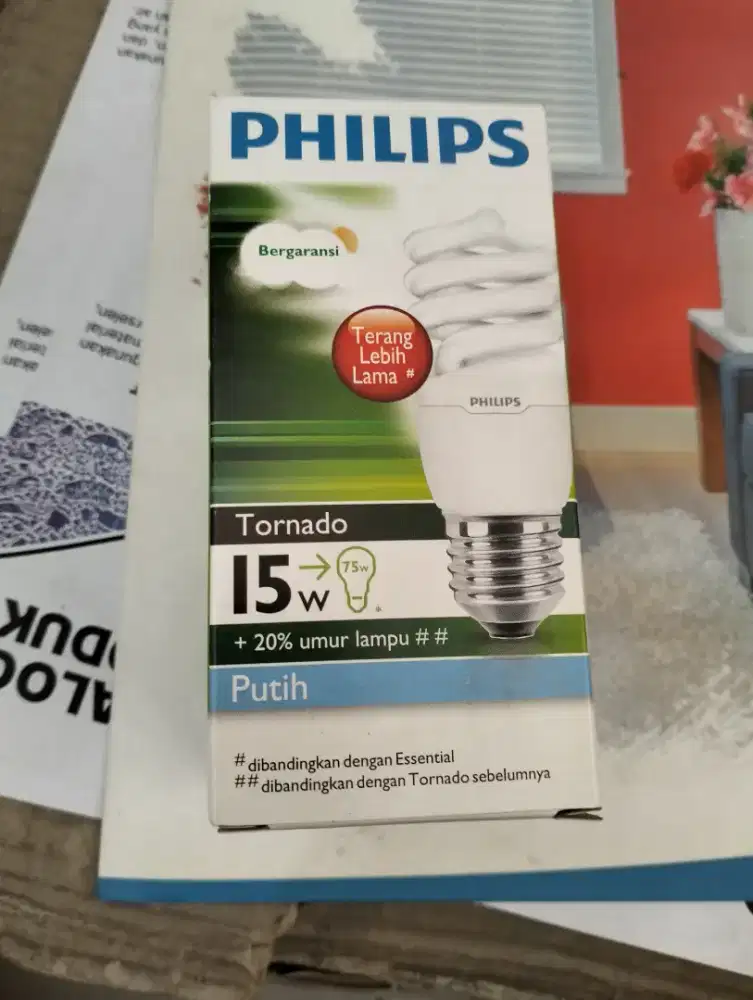 PHILIPS
Bergaransi
Terang
Lebih
Lama #
PHILIPS
Tornado
15w
75w
*
+ 20% umur lampu ##
Putih
# dibandingkan dengan Essential
## dibandingkan dengan Tornado sebelumnya